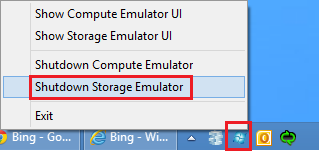 Show Compute Emulator UI
Show Storage Emulator UI
Shutdown Compute Emulator
Shutdown Storage Emulator
Exit
Bing - Go...
Bing - Wi...